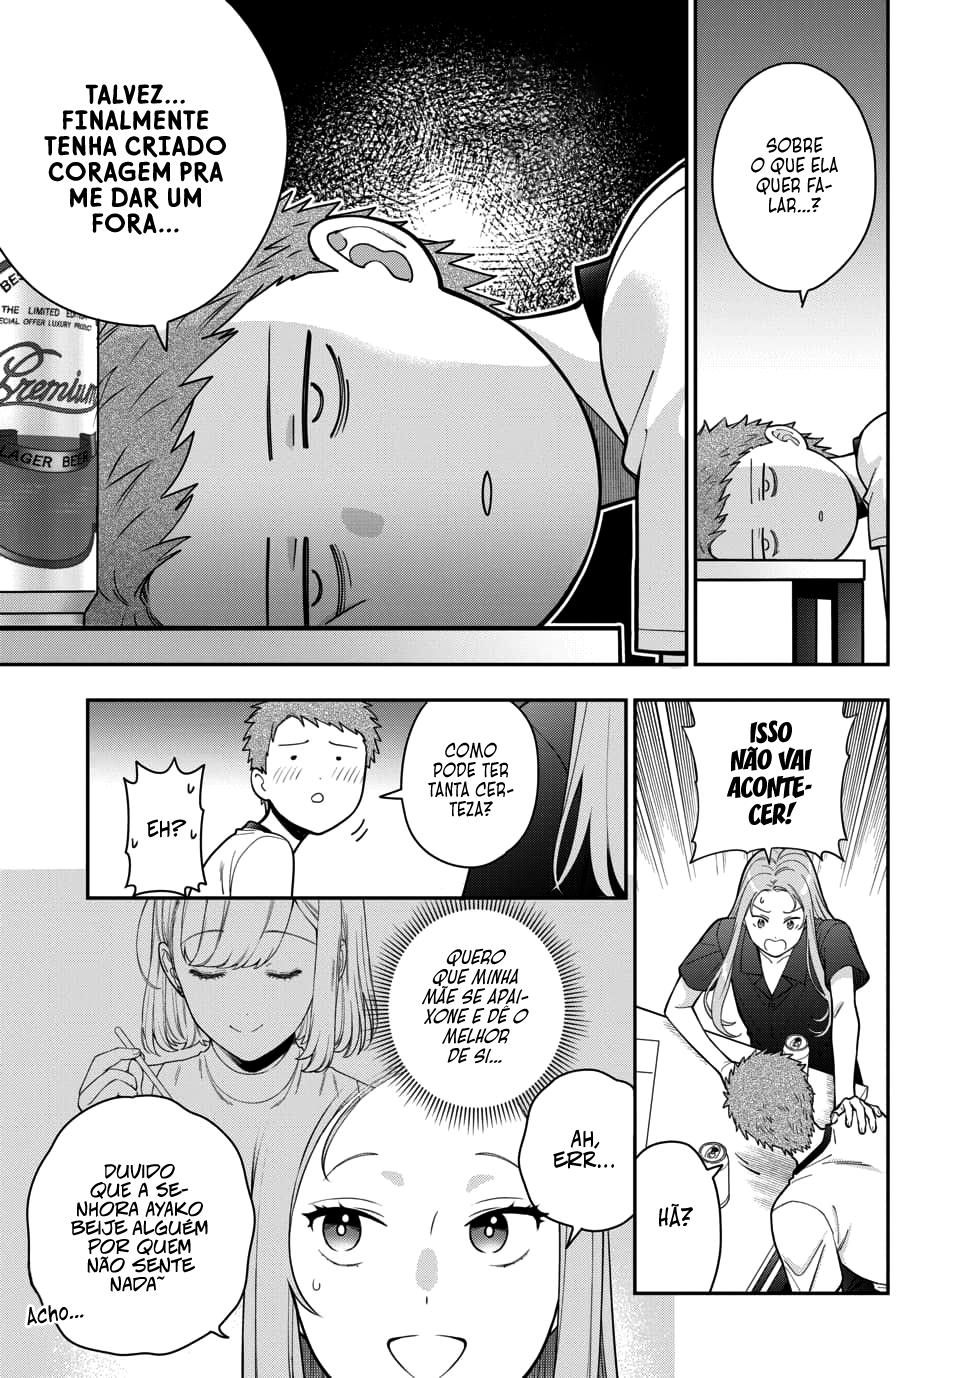 SOBRE
O QUE ELA
QUER FA-
LAR...?
TALVEZ...
FINALMENTE
TENHA CRIADO
CORAGEM PRA
ME DAR UM
FORA...
THE LIMITED
Premium
LAGER BEER
ISSO
NÃO VAI
ACONTE-
CER!
HÃ?
COMO
PODE TER
TANTA CER-
TEZA?
EH?
QUERO
QUE MINHA
MÃE SE APAI-
XONE E DÊ O
MELHOR
DE SI...
AH,
ERR...
DUVIDO
QUE A SE-
NHORA AYAKO
BEIJE ALGUÉM
POR QUEM
NÃO SENTE
NADA~
Acho...